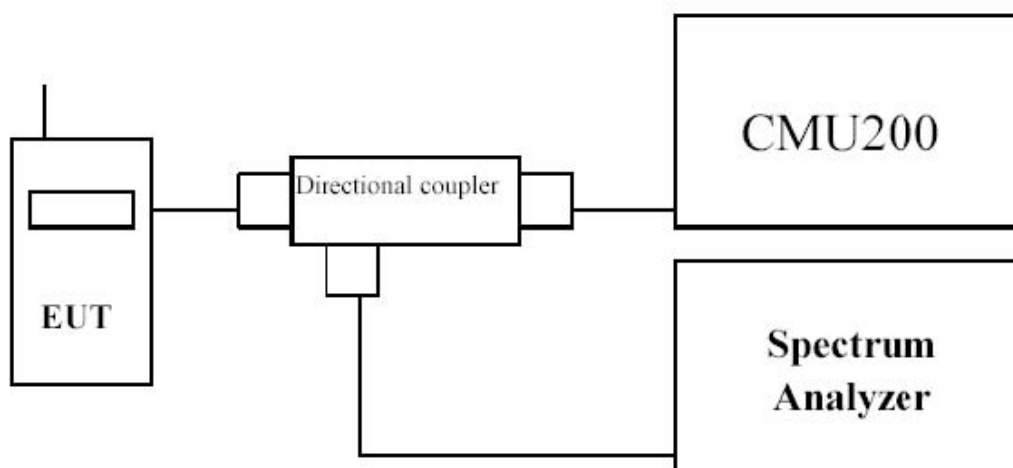 CMU200
Directional coupler
EUT
Spectrum
Analyzer